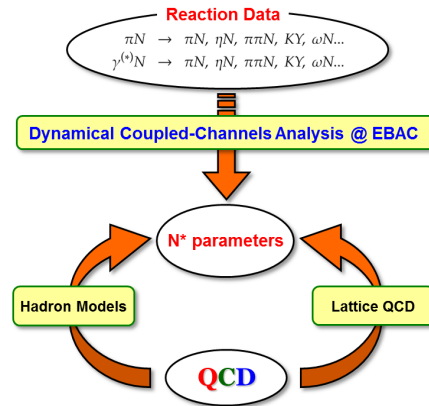 Reaction Data
πN → πN, ηN, ππN, KY, ωN...
γ⁽*⁾N → πN, ηN, ππN, KY, ωN...
Dynamical Coupled-Channels Analysis @ EBAC
N* parameters
Hadron Models
Lattice QCD
QCD